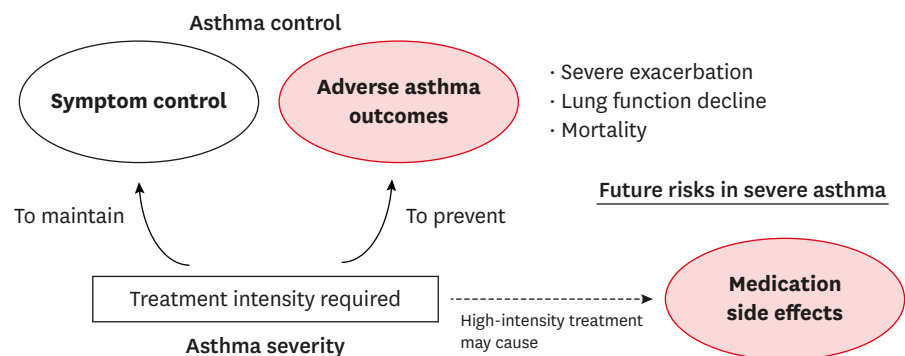 Asthma control
Symptom control
Adverse asthma
outcomes
· Severe exacerbation
· Lung function decline
· Mortality
Future risks in severe asthma
To maintain
To prevent
Treatment intensity required
Asthma severity
High-intensity treatment
may cause
Medication
side effects